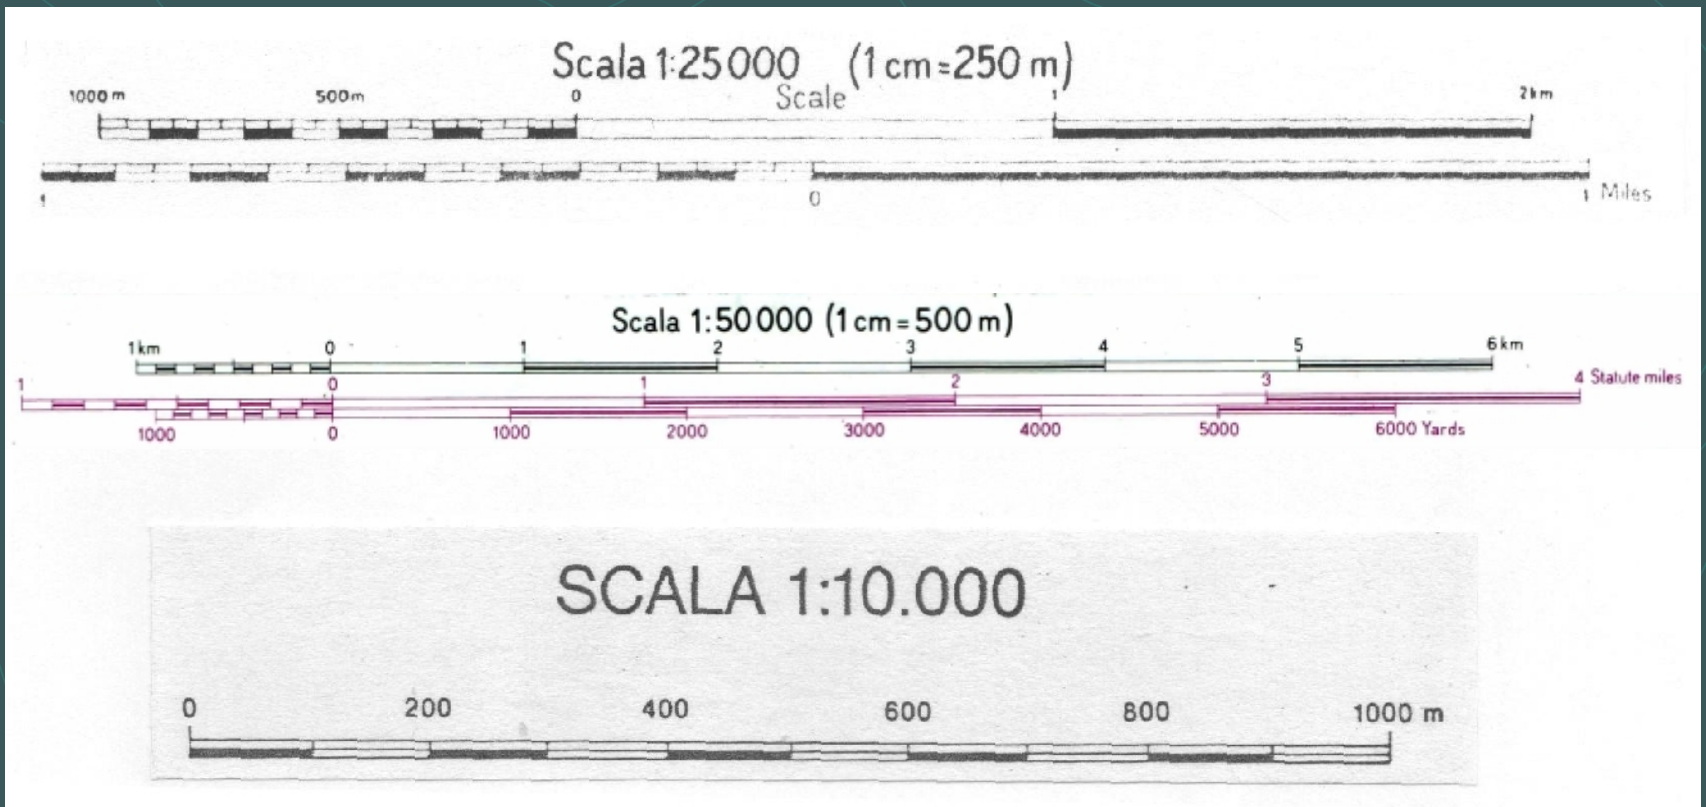 Scala 1:25000 (1 cm = 250 m)
Scale
1000 m 500 m 0 1 2 km
1 0 1 Miles
Scala 1:50000 (1 cm = 500 m)
1 km 0 1 2 3 4 5 6 km
1 0 1 2 3 4 Statute miles
1000 0 1000 2000 3000 4000 5000 6000 Yards
SCALA 1:10.000
0 200 400 600 800 1000 m